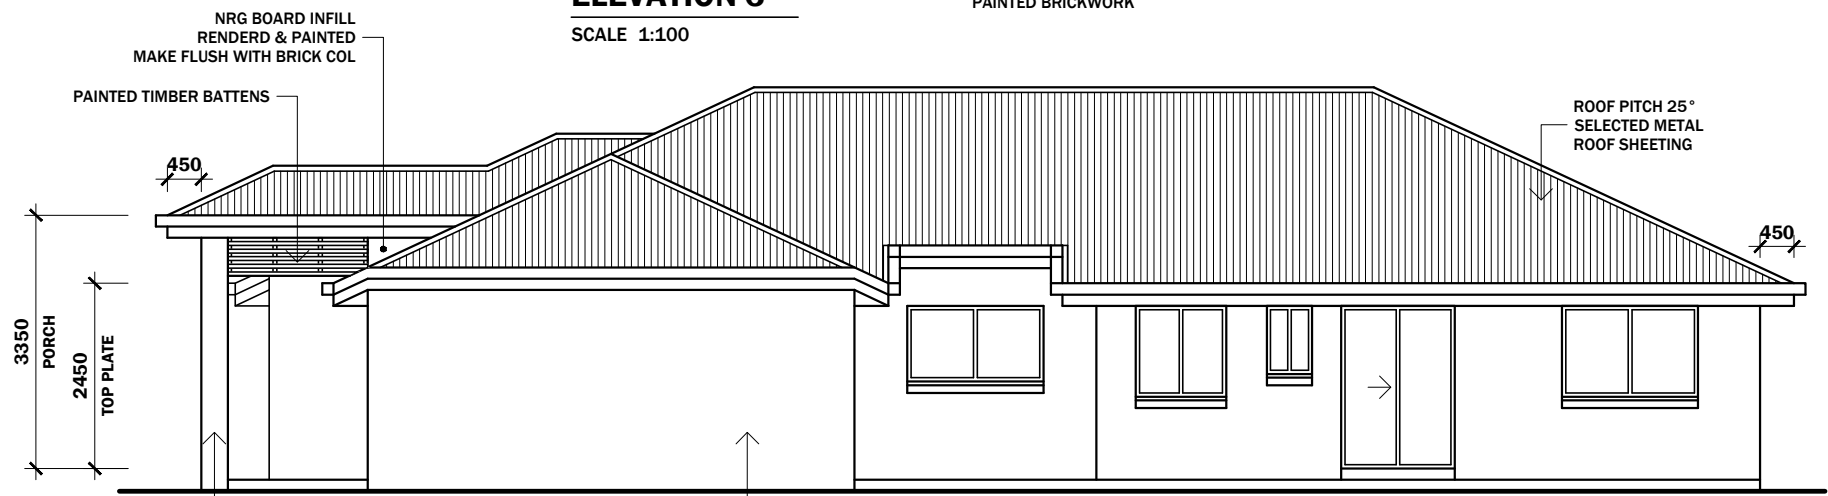 ELEVATION 3
SCALE 1:100
PAINTED BRICKWORK
NRG BOARD INFILL
RENDERD & PAINTED
MAKE FLUSH WITH BRICK COL
PAINTED TIMBER BATTENS
ROOF PITCH 25°
SELECTED METAL
ROOF SHEETING
450
450
3350
PORCH
2450
TOP PLATE